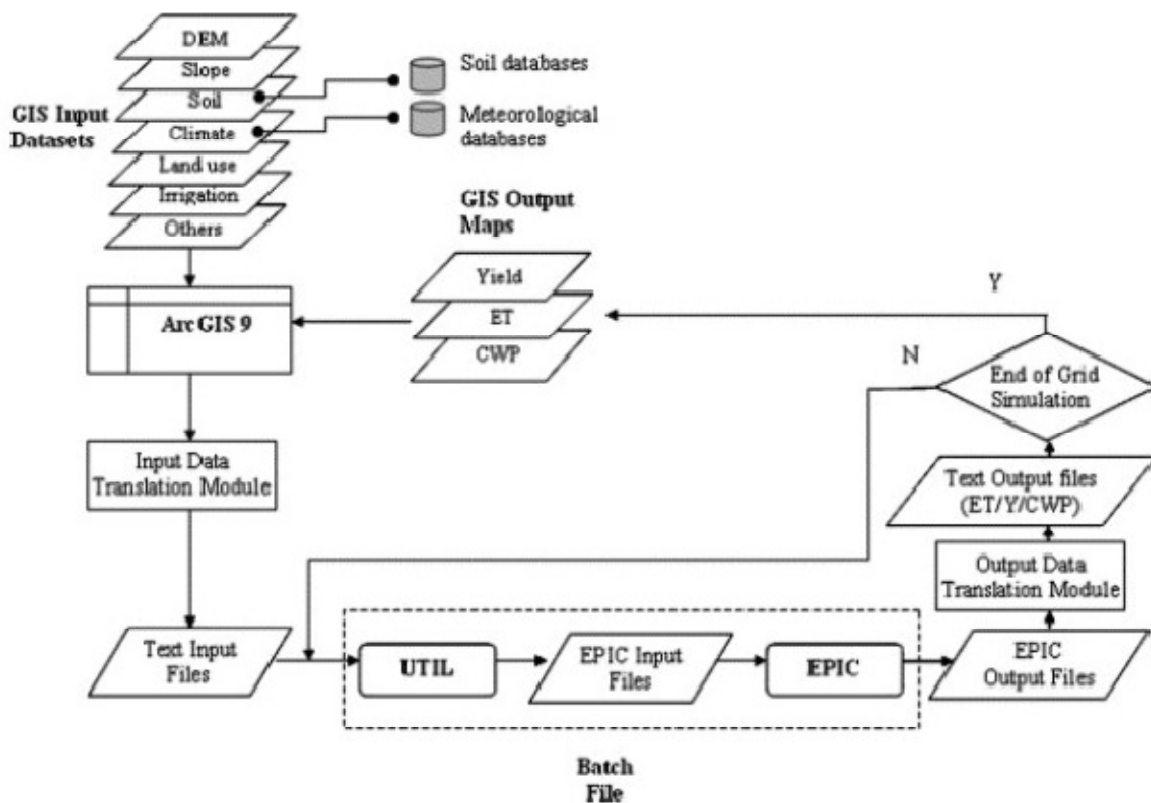 DEM
Slope
Soil
Climate
Land use
Irrigation
Others
GIS Input
Datasets
Soil databases
Meteorological
databases
GIS Output
Maps
Yield
ET
CWP
ArcGIS 9
Input Data
Translation Module
Text Input
Files
UTIL
EPIC Input
Files
EPIC
Batch
File
EPIC
Output Files
Output Data
Translation Module
Text Output files
(ET/Y/CWP)
End of Grid
Simulation
Y
N